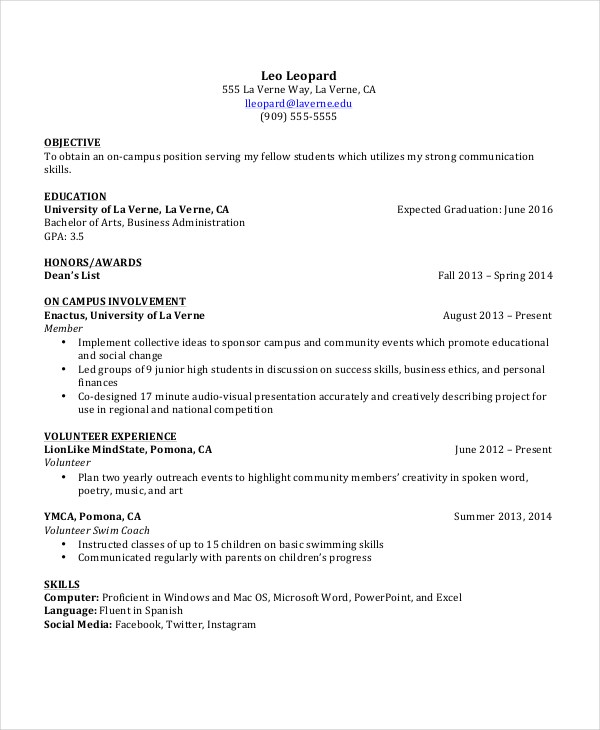 Leo Leopard
555 La Verne Way, La Verne, CA
lleopard@laverne.edu
(909) 555-5555
OBJECTIVE
To obtain an on-campus position serving my fellow students which utilizes my strong communication
skills.
EDUCATION
University of La Verne, La Verne, CA Expected Graduation: June 2016
Bachelor of Arts, Business Administration
GPA: 3.5
HONORS/AWARDS
Dean's List Fall 2013 – Spring 2014
ON CAMPUS INVOLVEMENT
Enactus, University of La Verne August 2013 – Present
Member
• Implement collective ideas to sponsor campus and community events which promote educational
and social change
• Led groups of 9 junior high students in discussion on success skills, business ethics, and personal
finances
• Co-designed 17 minute audio-visual presentation accurately and creatively describing project for
use in regional and national competition
VOLUNTEER EXPERIENCE
LionLike MindState, Pomona, CA June 2012 – Present
Volunteer
• Plan two yearly outreach events to highlight community members' creativity in spoken word,
poetry, music, and art
YMCA, Pomona, CA Summer 2013, 2014
Volunteer Swim Coach
• Instructed classes of up to 15 children on basic swimming skills
• Communicated regularly with parents on children's progress
SKILLS
Computer: Proficient in Windows and Mac OS, Microsoft Word, PowerPoint, and Excel
Language: Fluent in Spanish
Social Media: Facebook, Twitter, Instagram